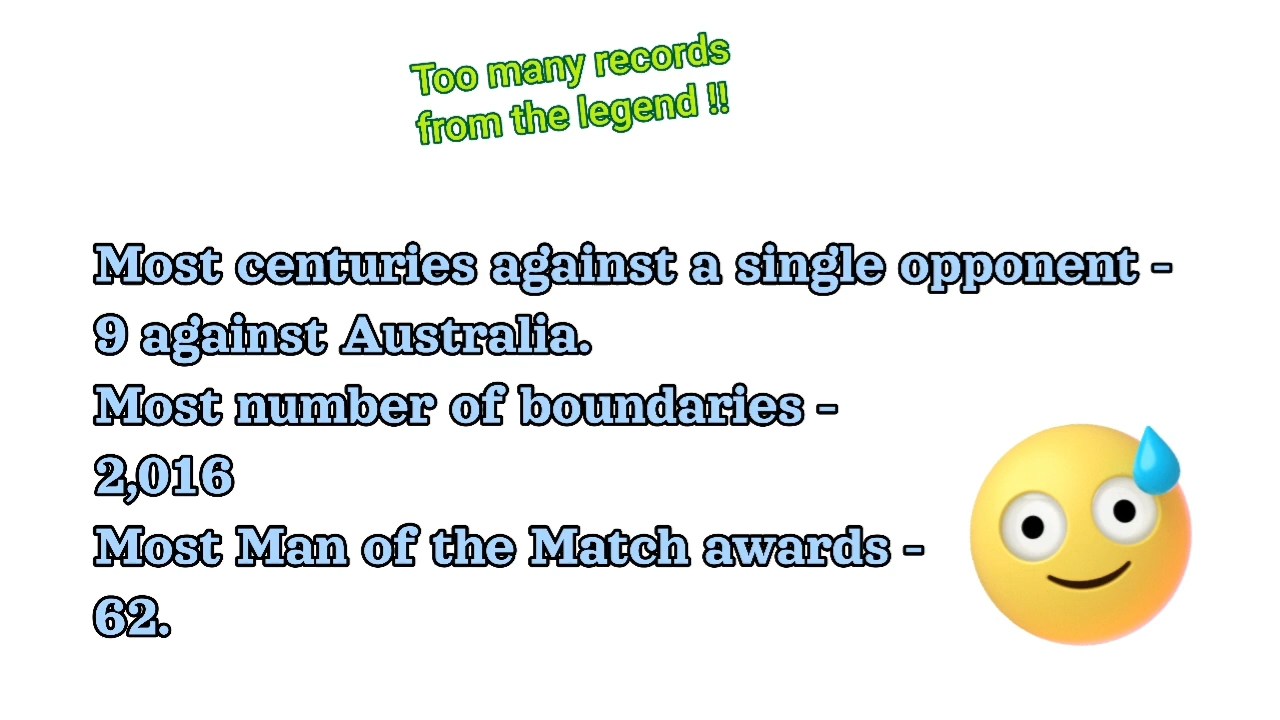 Too many records
from the legend !!
Most centuries against a single opponent -
9 against Australia.
Most number of boundaries -
2,016
Most Man of the Match awards -
62.